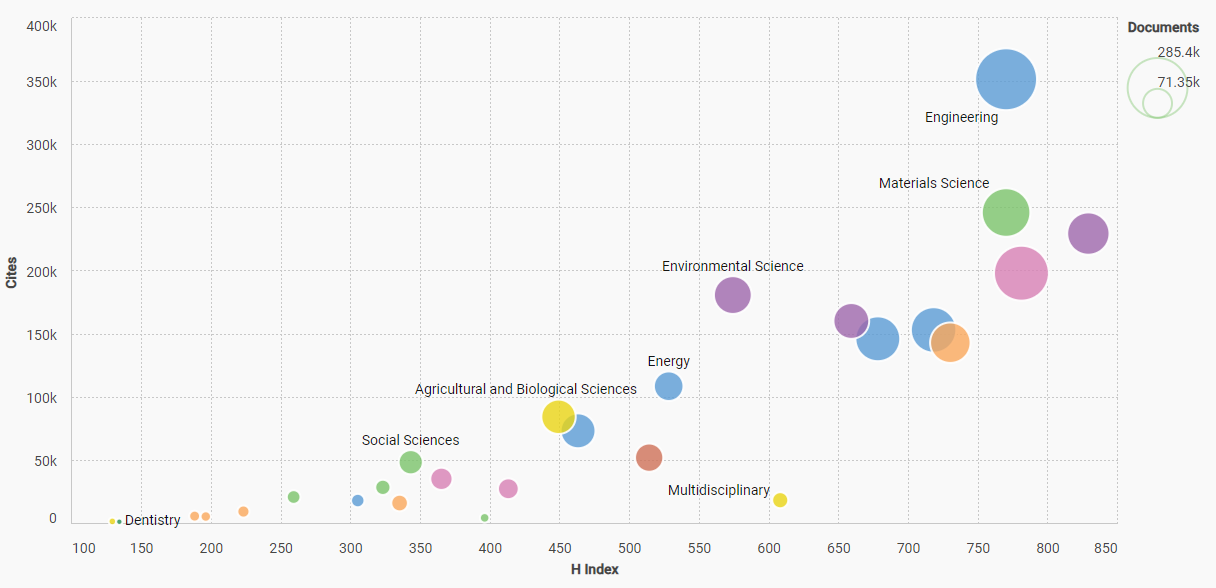 Documents
285.4k
71.35k
400k
350k
300k
250k
200k
150k
100k
50k
0
Cites
Engineering
Materials Science
Environmental Science
Energy
Agricultural and Biological Sciences
Social Sciences
Multidisciplinary
Dentistry
100 150 200 250 300 350 400 450 500 550 600 650 700 750 800 850
H Index